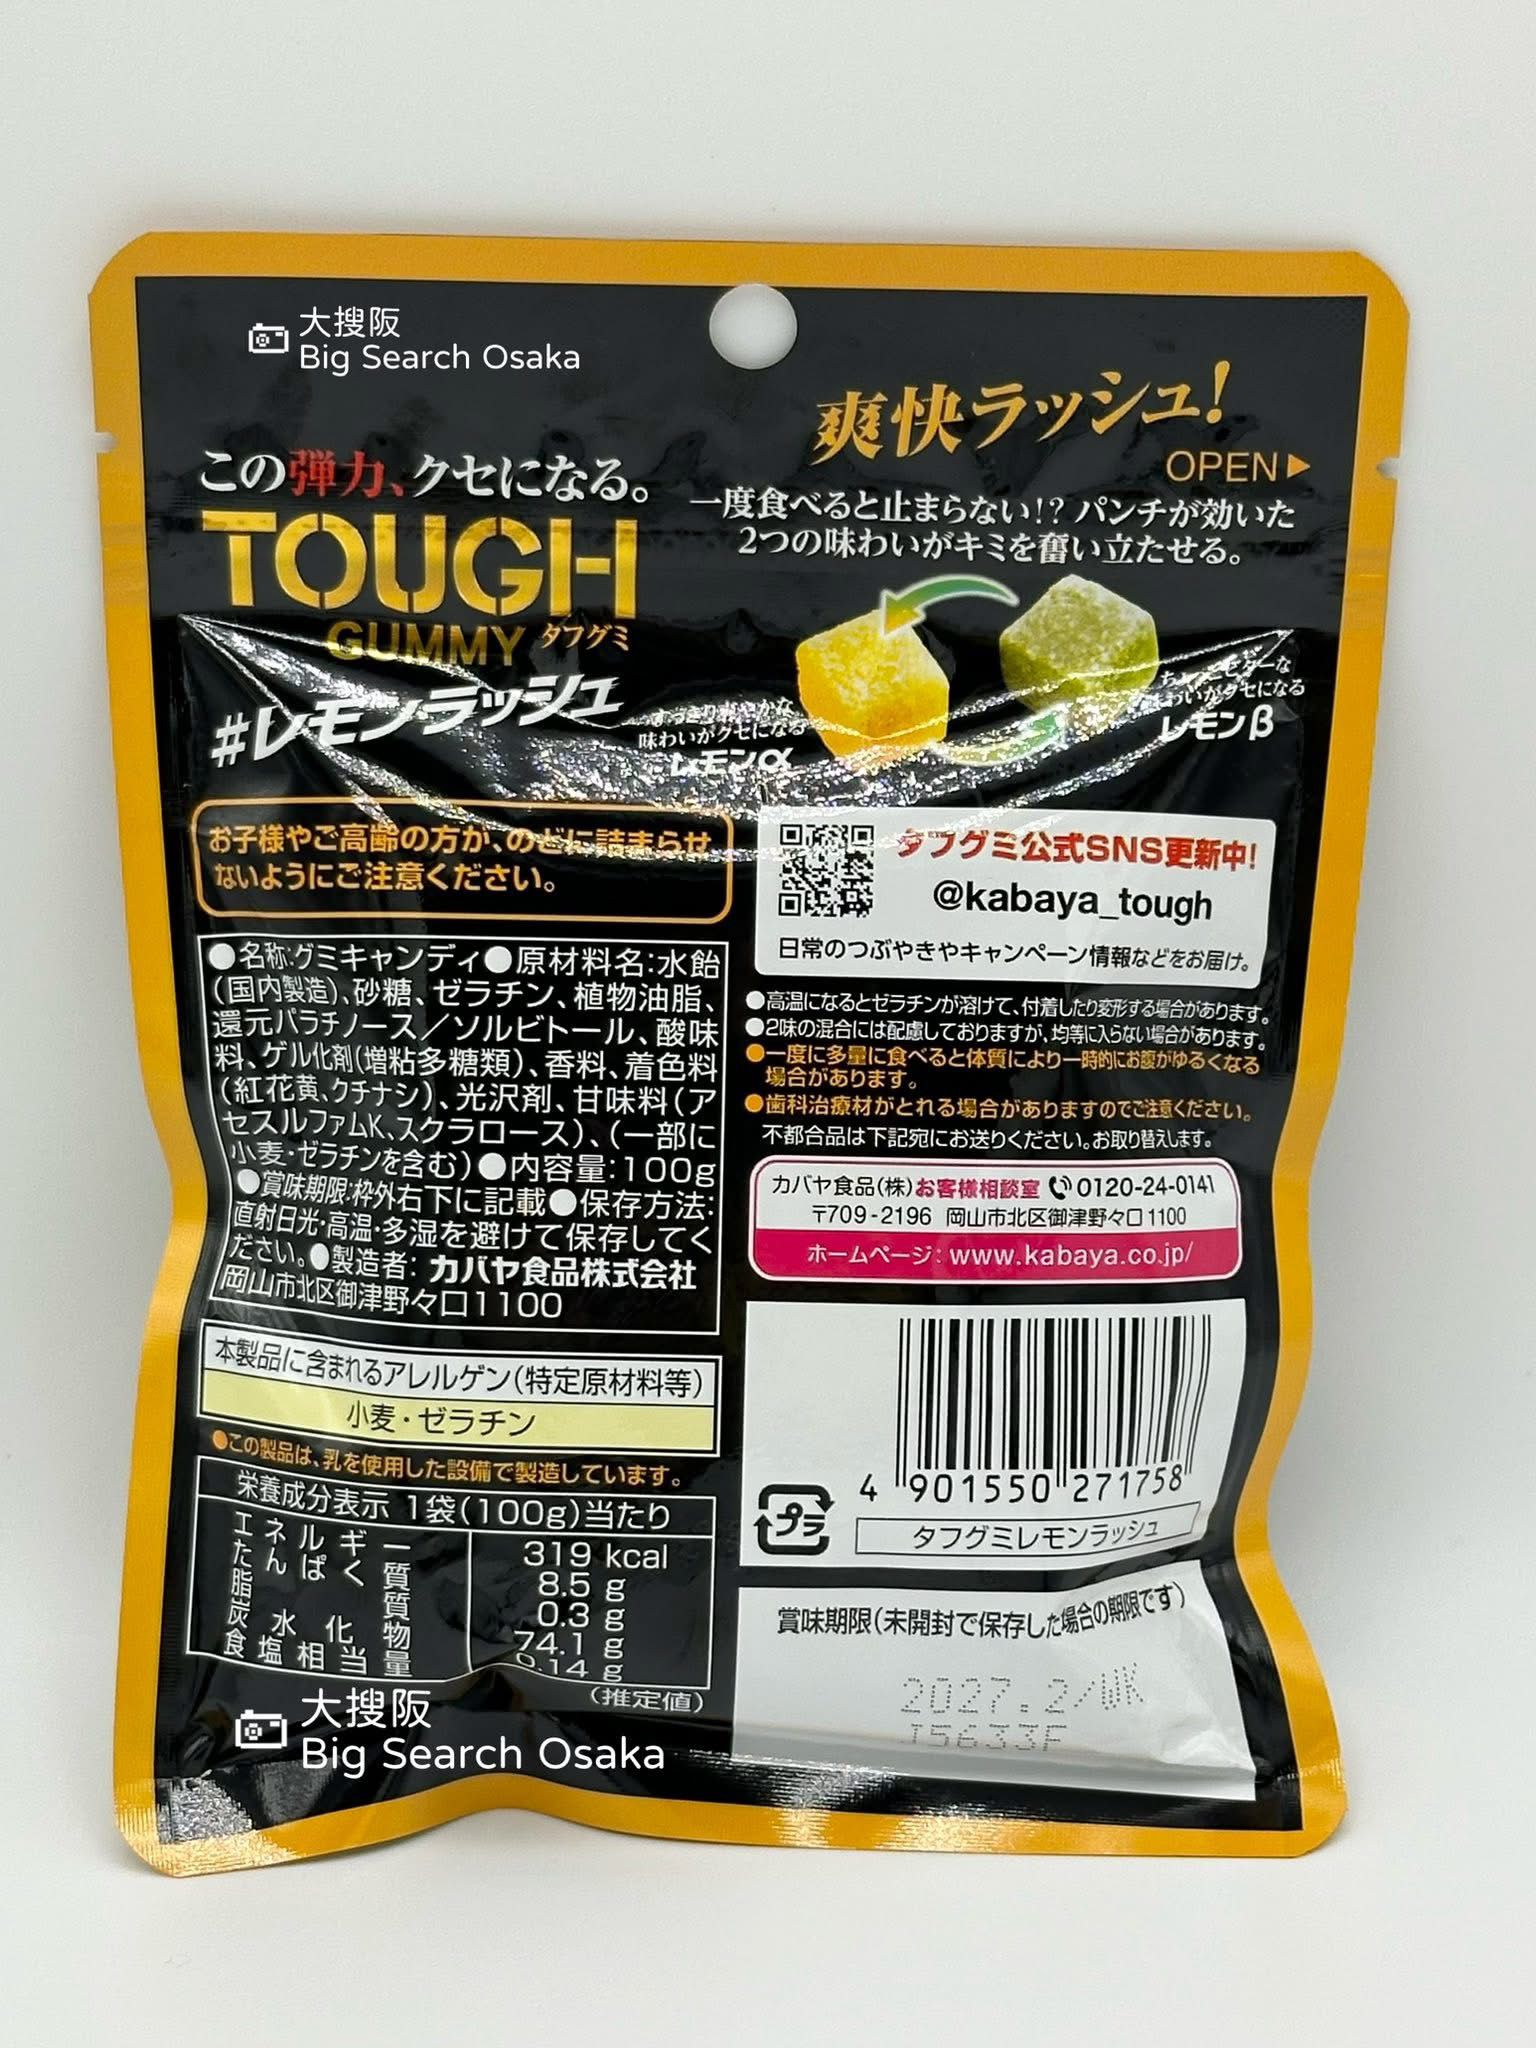 大搜阪
Big Search Osaka
この弾力、クセになる。
TOUGH
GUMMY タフグミ
#レモンラッシュ
爽快ラッシュ!
OPEN▶
一度食べると止まらない!? パンチが効いた
2つの味わいがキミを奮い立たせる。
味わいがクセになる
レモンα
レモンβ
お子様やご高齢の方が、のどに詰まらせ
ないようにご注意ください。
●名称:グミキャンディ●原材料名:水飴
(国内製造)、砂糖、ゼラチン、植物油脂、
還元パラチノース/ソルビトール、酸味
料、ゲル化剤(増粘多糖類)、香料、着色料
(紅花黄、クチナシ)、光沢剤、甘味料(ア
セスルファムK、スクラロース)、(一部に
小麦・ゼラチンを含む)●内容量:100g
●賞味期限:枠外右下に記載●保存方法:
直射日光・高温・多湿を避けて保存してく
ださい。●製造者: カバヤ食品株式会社
岡山市北区御津野々口1100
本製品に含まれるアレルゲン(特定原材料等)
小麦・ゼラチン
●この製品は、乳を使用した設備で製造しています。
栄養成分表示 1袋(100g)当たり
エネルギー 319 kcal
たんぱく質 8.5 g
脂質 0.3 g
炭水化物 74.1 g
食塩相当量 0.14 g
(推定値)
大搜阪
Big Search Osaka
タフグミ公式SNS更新中!
@kabaya_tough
日常のつぶやきやキャンペーン情報などをお届け。
●高温になるとゼラチンが溶けて、付着したり変形する場合があります。
●2味の混合には配慮しておりますが、均等に入らない場合があります。
●一度に多量に食べると体質により一時的にお腹がゆるくなる
場合があります。
●歯科治療材がとれる場合がありますのでご注意ください。
不都合品は下記宛にお送りください。お取り替えします。
カバヤ食品(株)お客様相談室 0120-24-0141
〒709-2196 岡山市北区御津野々口1100
ホームページ: www.kabaya.co.jp/
4 901550 271758
プラ
タフグミレモンラッシュ
賞味期限(未開封で保存した場合の期限です)
2027.2/WK